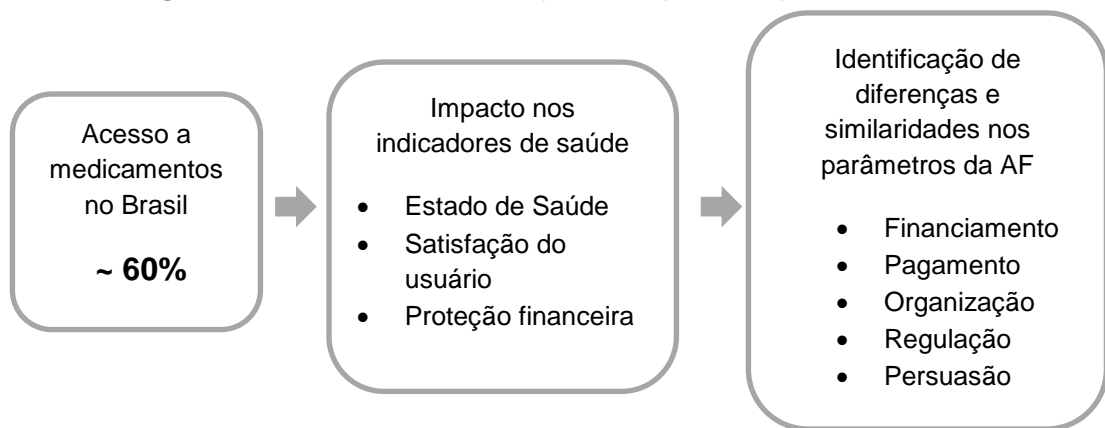 Acesso a
medicamentos
no Brasil
~ 60%
Impacto nos
indicadores de saúde
• Estado de Saúde
• Satisfação do
usuário
• Proteção financeira
Identificação de
diferenças e
similaridades nos
parâmetros da AF
• Financiamento
• Pagamento
• Organização
• Regulação
• Persuasão